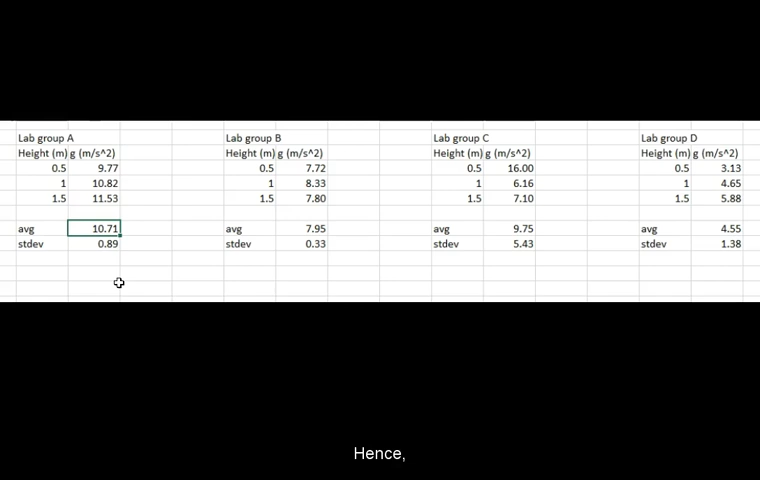 Lab group A Lab group B Lab group C Lab group D
Height (m) g (m/s^2) Height (m) g (m/s^2) Height (m) g (m/s^2) Height (m) g (m/s^2)
0.5 9.77 0.5 7.72 0.5 16.00 0.5 3.13
1 10.82 1 8.33 1 6.16 1 4.65
1.5 11.53 1.5 7.80 1.5 7.10 1.5 5.88
avg 10.71 avg 7.95 avg 9.75 avg 4.55
stdev 0.89 stdev 0.33 stdev 5.43 stdev 1.38
Hence,